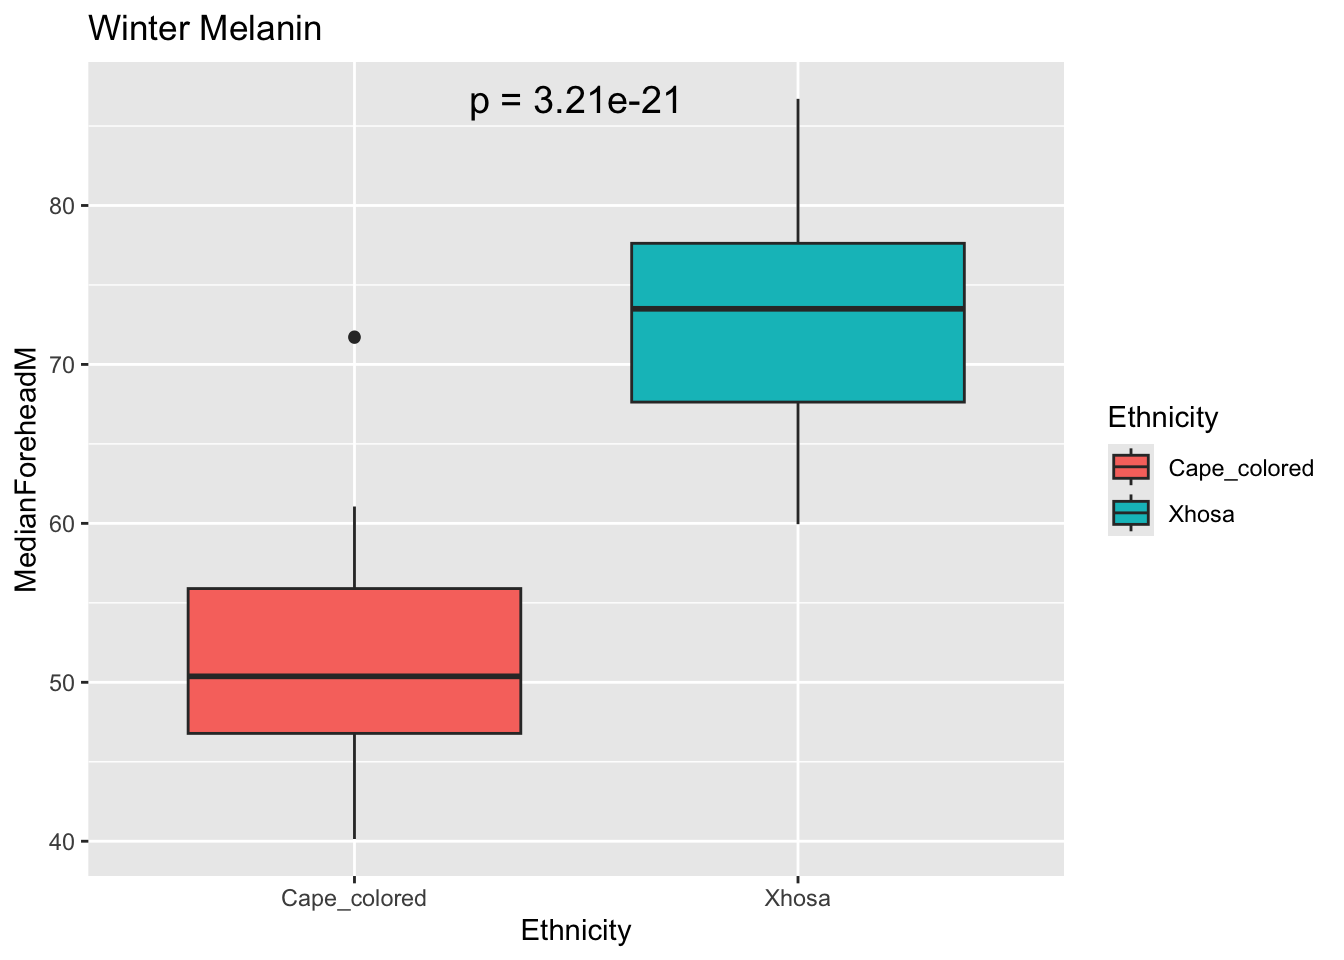 Winter Melanin
p = 3.21e-21
80
70
60
50
40
MedianForeheadM
Cape_colored
Xhosa
Ethnicity
Ethnicity
Cape_colored
Xhosa